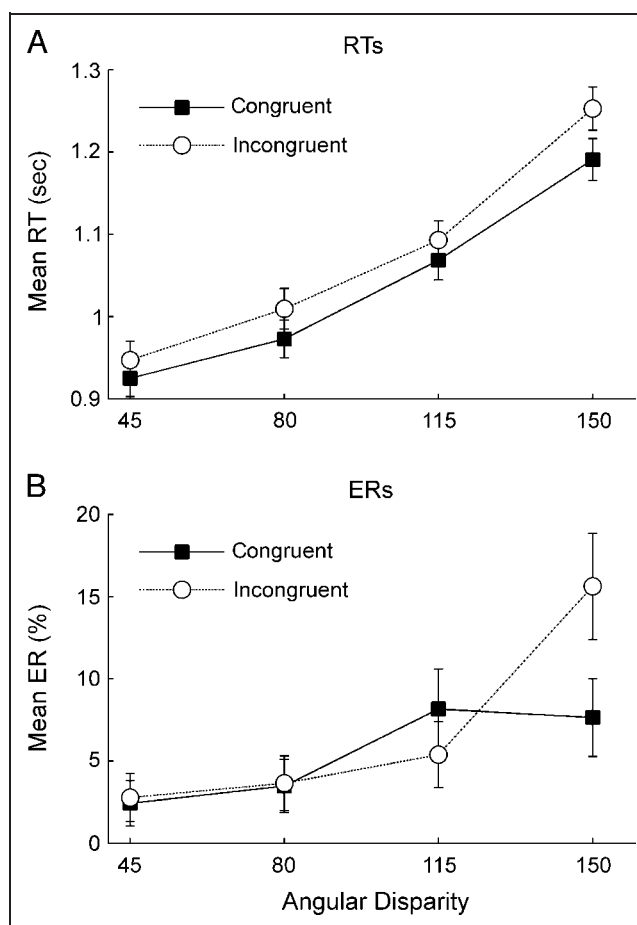 A
RTs
1.3
1.2
1.1
1
0.9
Mean RT (sec)
Congruent
Incongruent
45 80 115 150
B
ERs
20
15
10
5
0
Mean ER (%)
Congruent
Incongruent
45 80 115 150
Angular Disparity